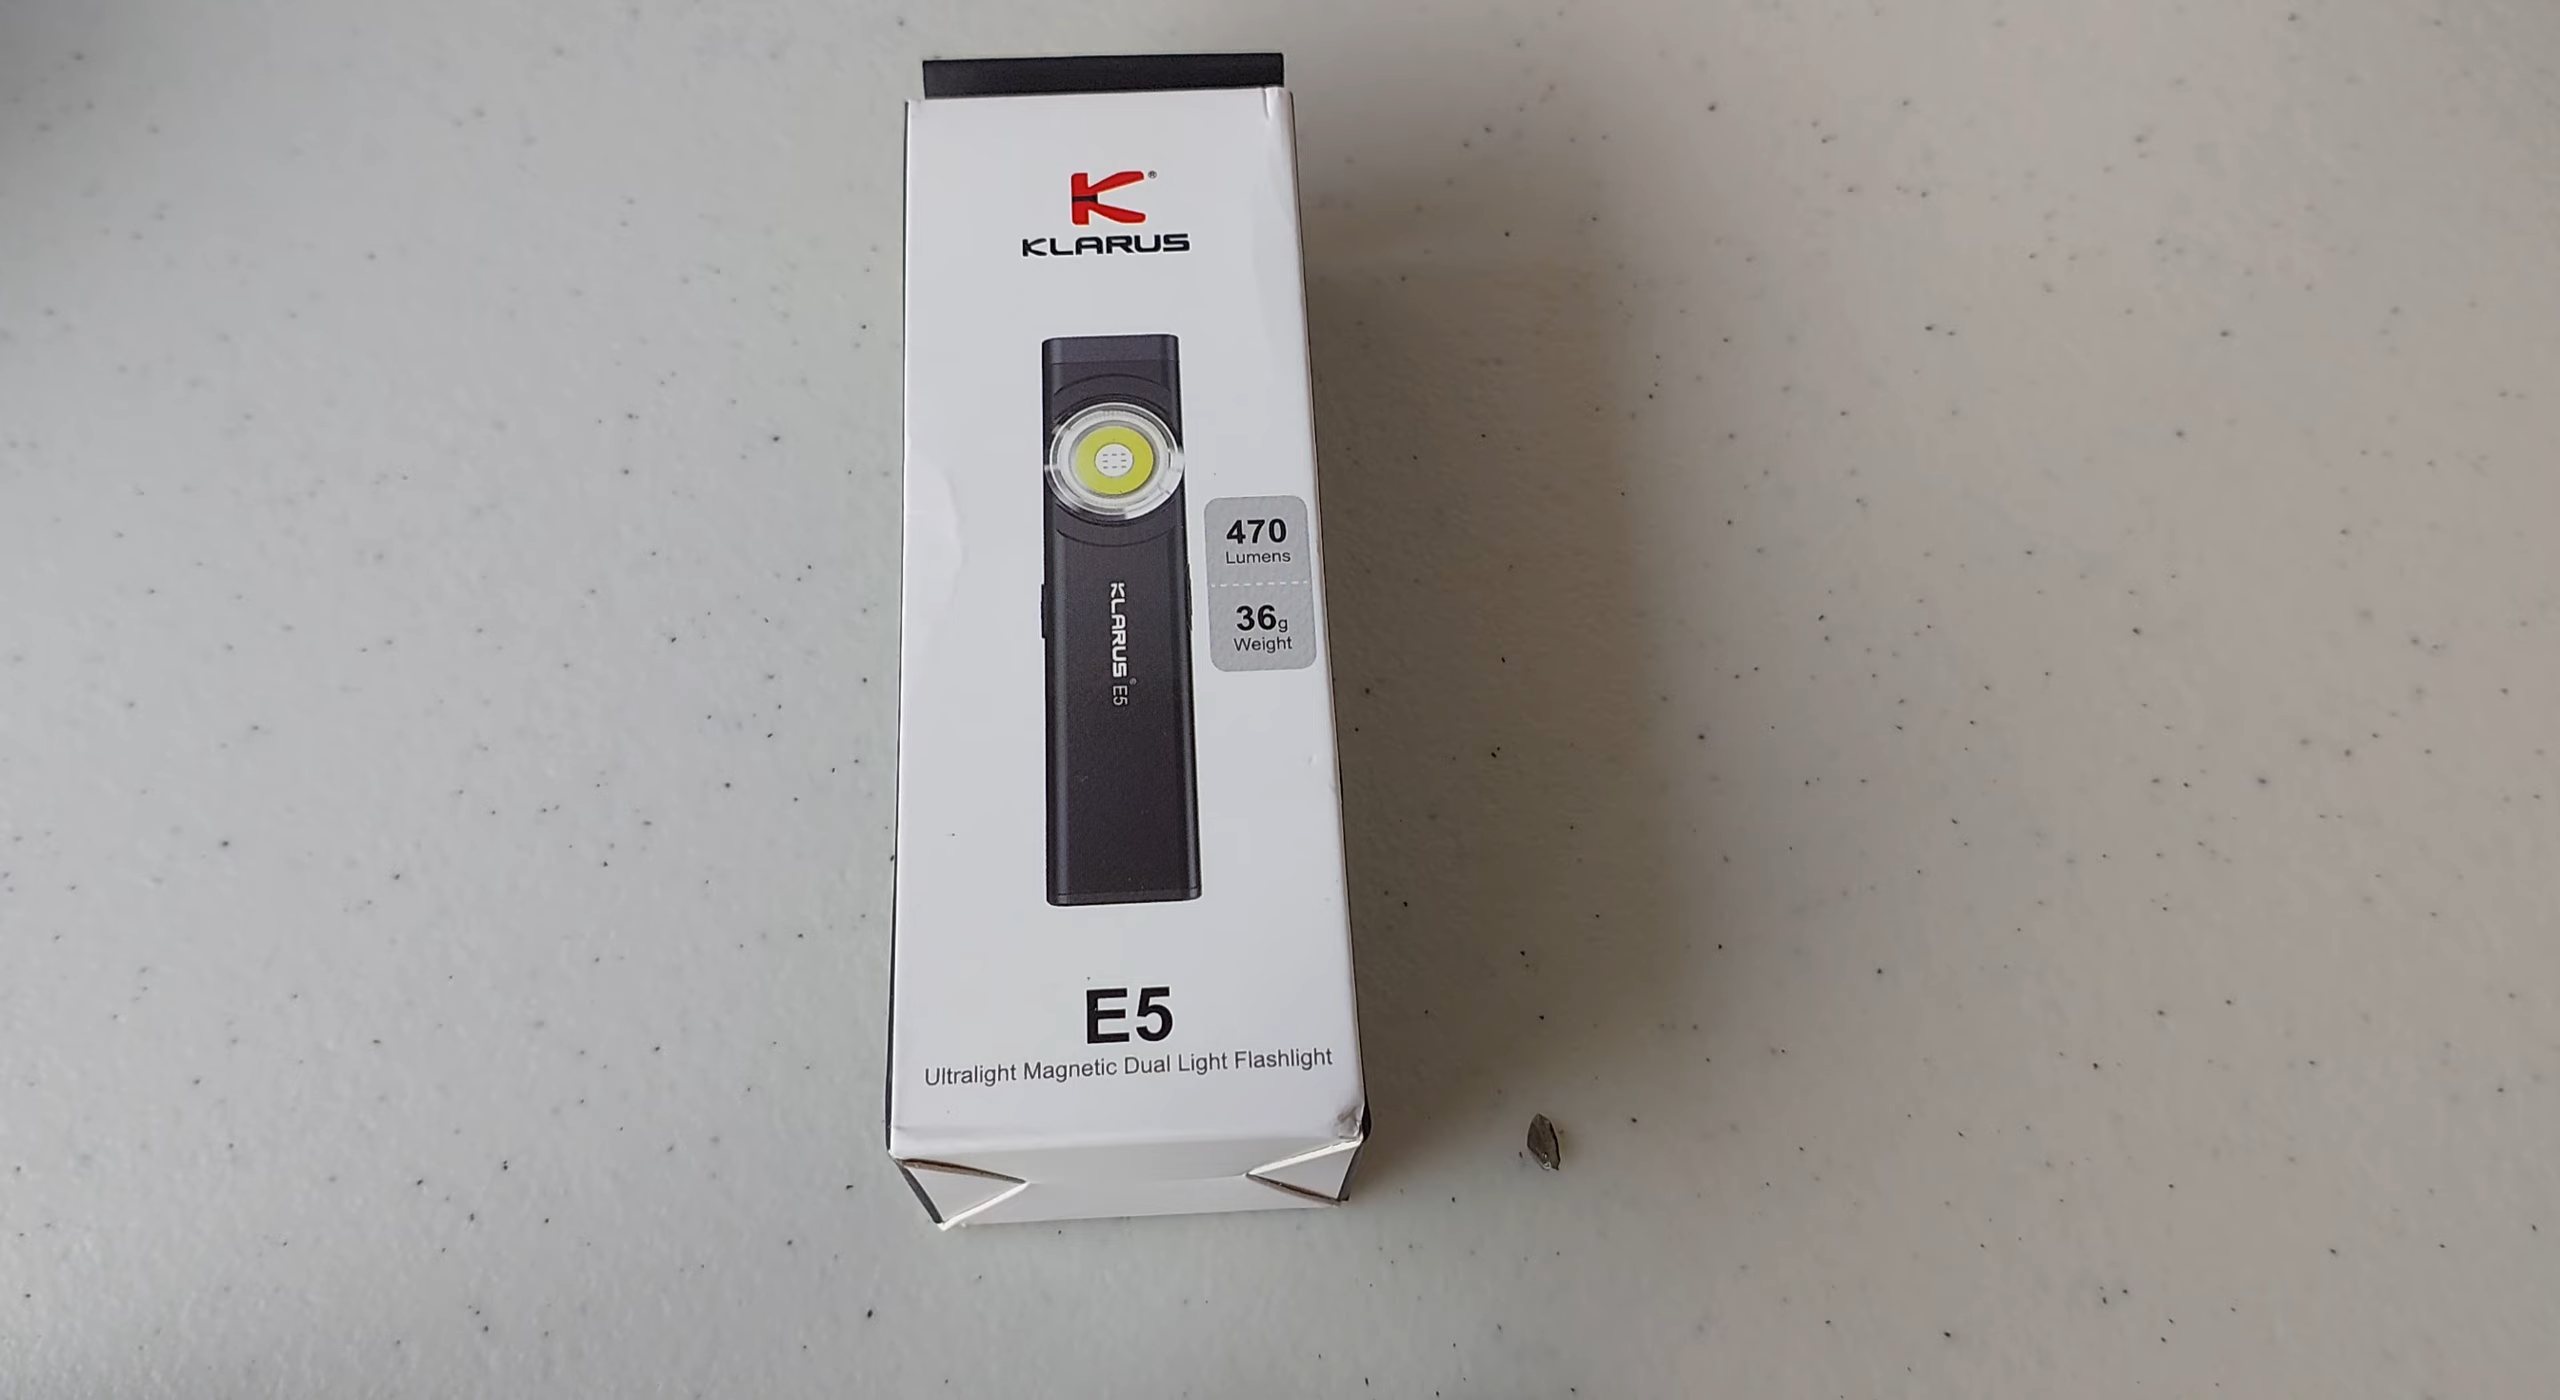 KLARUS®
KLARUS® E5
470
Lumens
36g
Weight
E5
Ultralight Magnetic Dual Light Flashlight